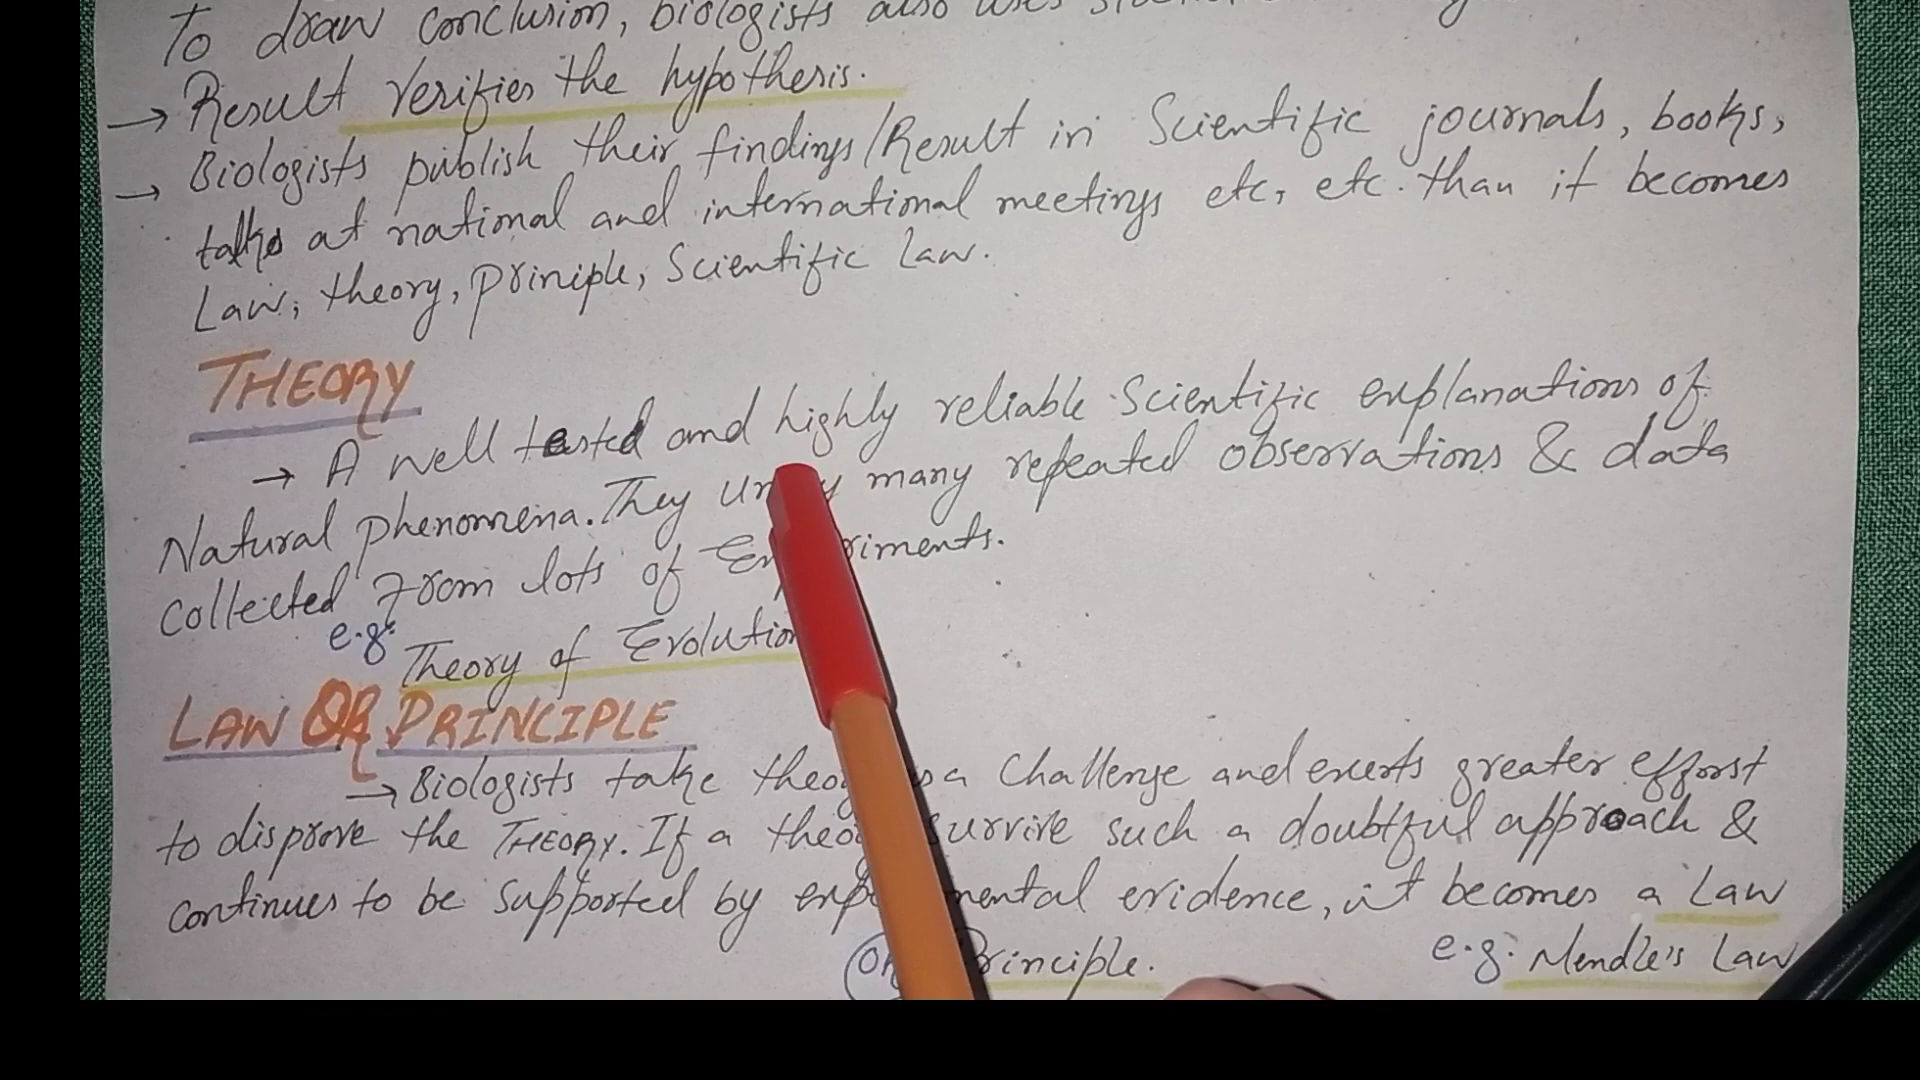 To draw conclusion, biologists also uses
→ Result verifies the hypothesis.
→ Biologists publish their findings/Result in Scientific journals, books,
talks at national and international meetings etc, etc. than it becomes
Law, theory, priniple, Scientific Law.
THEORY
→ A well tested and highly reliable Scientific explanations of
Natural phenomena. They many repeated observations & data
collected From lots of
e.g: Theory of Evolution
LAW OR PRINCIPLE
→ Biologists take a Challenge and exerts greater effort
to disprove the THEORY. If a survive such a doubtful approach &
continues to be supported by evidence, it becomes a Law
e.g: Mendle's Law